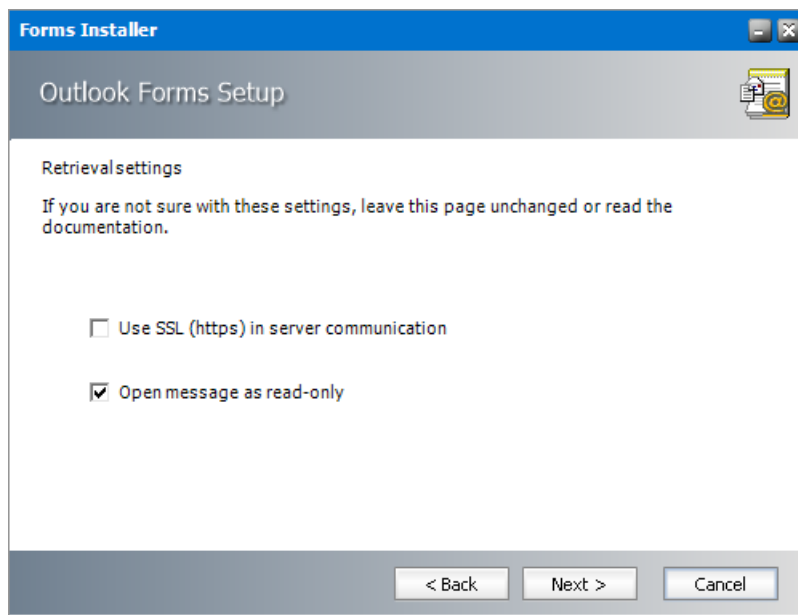 Forms Installer
Outlook Forms Setup
Retrieval settings
If you are not sure with these settings, leave this page unchanged or read the
documentation.
Use SSL (https) in server communication
Open message as read-only
< Back
Next >
Cancel